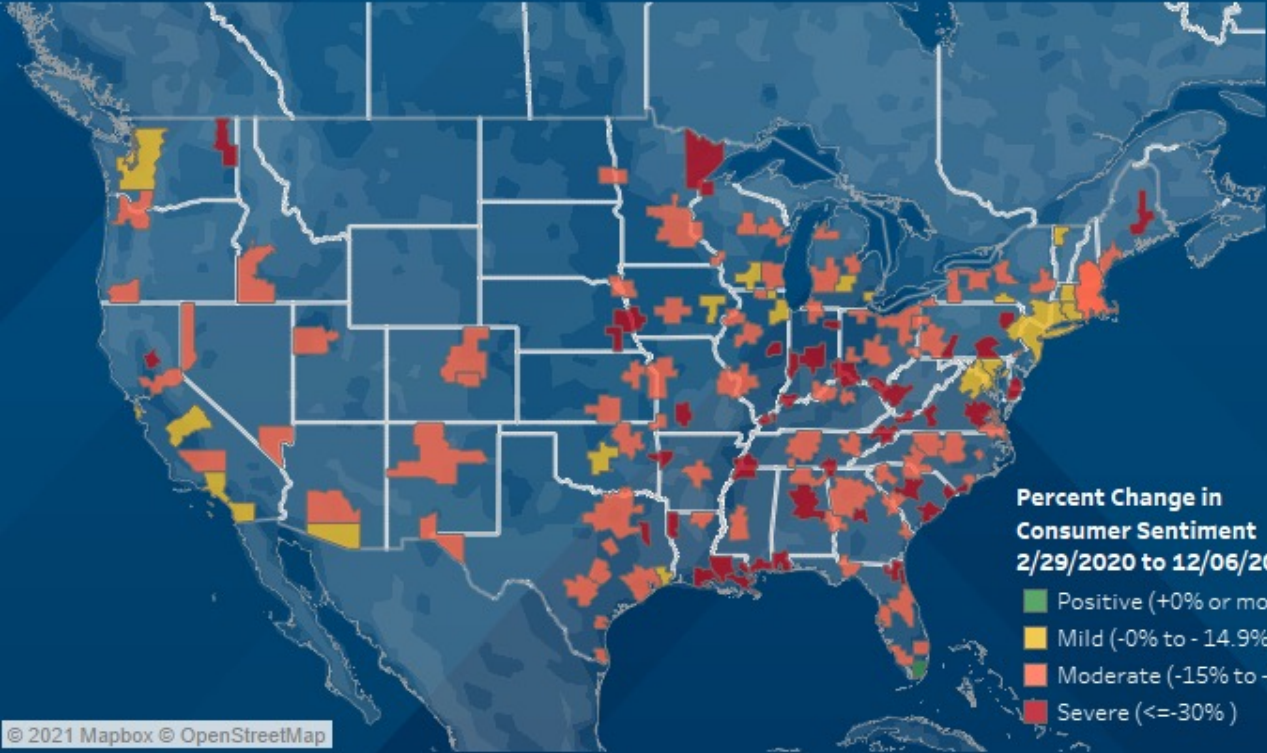 Percent Change in
Consumer Sentiment
2/29/2020 to 12/06/20
Positive (+0% or mo
Mild (-0% to - 14.9%
Moderate (-15% to -
Severe (<=-30% )
© 2021 Mapbox © OpenStreetMap